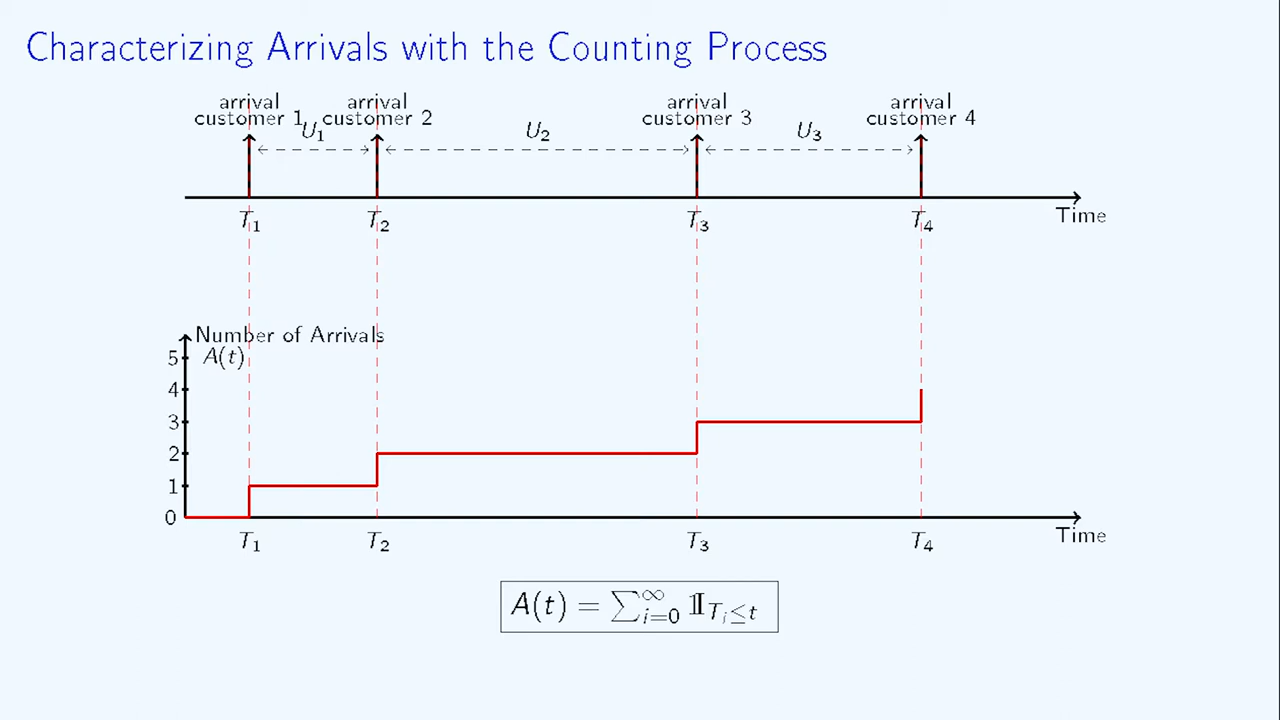 Characterizing Arrivals with the Counting Process
arrival arrival arrival arrival
customer 1 customer 2 customer 3 customer 4
U₁ U₂ U₃
T₁ T₂ T₃ T₄ Time
Number of Arrivals
A(t)
5
4
3
2
1
0
T₁ T₂ T₃ T₄ Time
A(t) = ∑_{i=0}^{∞} 𝟙_{T_i≤t}